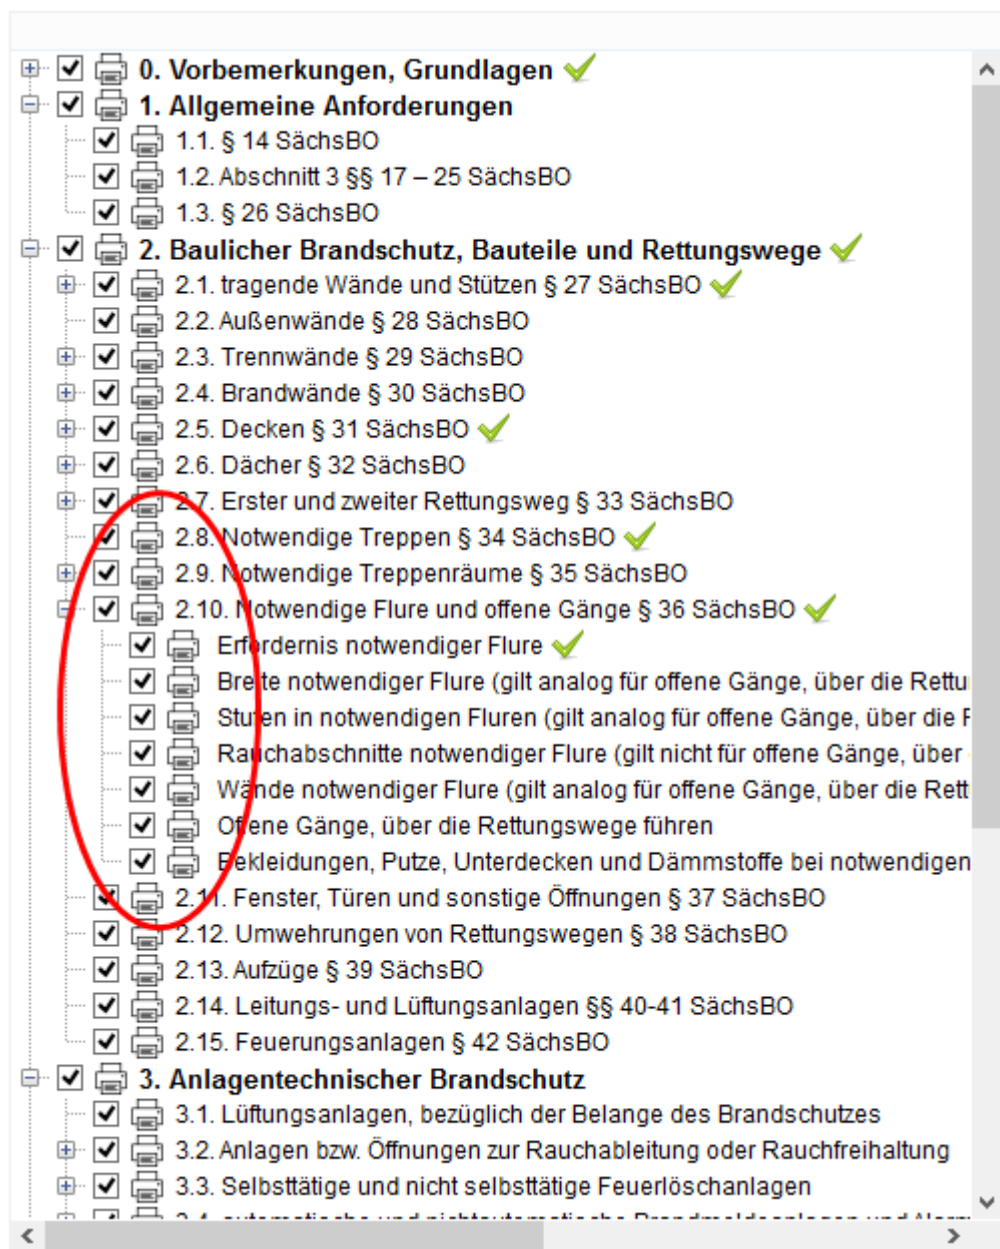 0. Vorbemerkungen, Grundlagen
1. Allgemeine Anforderungen
1.1. § 14 SächsBO
1.2. Abschnitt 3 §§ 17 – 25 SächsBO
1.3. § 26 SächsBO
2. Baulicher Brandschutz, Bauteile und Rettungswege
2.1. tragende Wände und Stützen § 27 SächsBO
2.2. Außenwände § 28 SächsBO
2.3. Trennwände § 29 SächsBO
2.4. Brandwände § 30 SächsBO
2.5. Decken § 31 SächsBO
2.6. Dächer § 32 SächsBO
2.7. Erster und zweiter Rettungsweg § 33 SächsBO
2.8. Notwendige Treppen § 34 SächsBO
2.9. Notwendige Treppenräume § 35 SächsBO
2.10. Notwendige Flure und offene Gänge § 36 SächsBO
Erfordernis notwendiger Flure
Breite notwendiger Flure (gilt analog für offene Gänge, über die Rettu
Stufen in notwendigen Fluren (gilt analog für offene Gänge, über die
Rauchabschnitte notwendiger Flure (gilt nicht für offene Gänge, über
Wände notwendiger Flure (gilt analog für offene Gänge, über die Rett
Offene Gänge, über die Rettungswege führen
Bekleidungen, Putze, Unterdecken und Dämmstoffe bei notwendigen
2.11. Fenster, Türen und sonstige Öffnungen § 37 SächsBO
2.12. Umwehrungen von Rettungswegen § 38 SächsBO
2.13. Aufzüge § 39 SächsBO
2.14. Leitungs- und Lüftungsanlagen §§ 40-41 SächsBO
2.15. Feuerungsanlagen § 42 SächsBO
3. Anlagentechnischer Brandschutz
3.1. Lüftungsanlagen, bezüglich der Belange des Brandschutzes
3.2. Anlagen bzw. Öffnungen zur Rauchableitung oder Rauchfreihaltung
3.3. Selbsttätige und nicht selbsttätige Feuerlöschanlagen
3.4. automatische und nichtautomatische Brandmeldeanlagen und